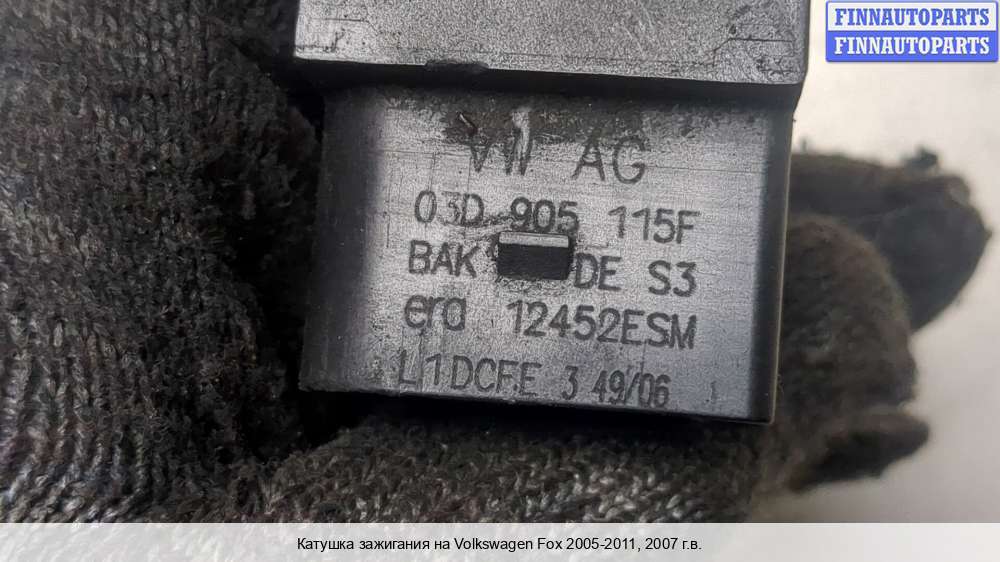 FINNAUTOPARTS
FINNAUTOPARTS
AG
03D 905 115F
BAK DE S3
era 12452ESM
L1DCFE 3 49/06
Катушка зажигания на Volkswagen Fox 2005-2011, 2007 г.в.